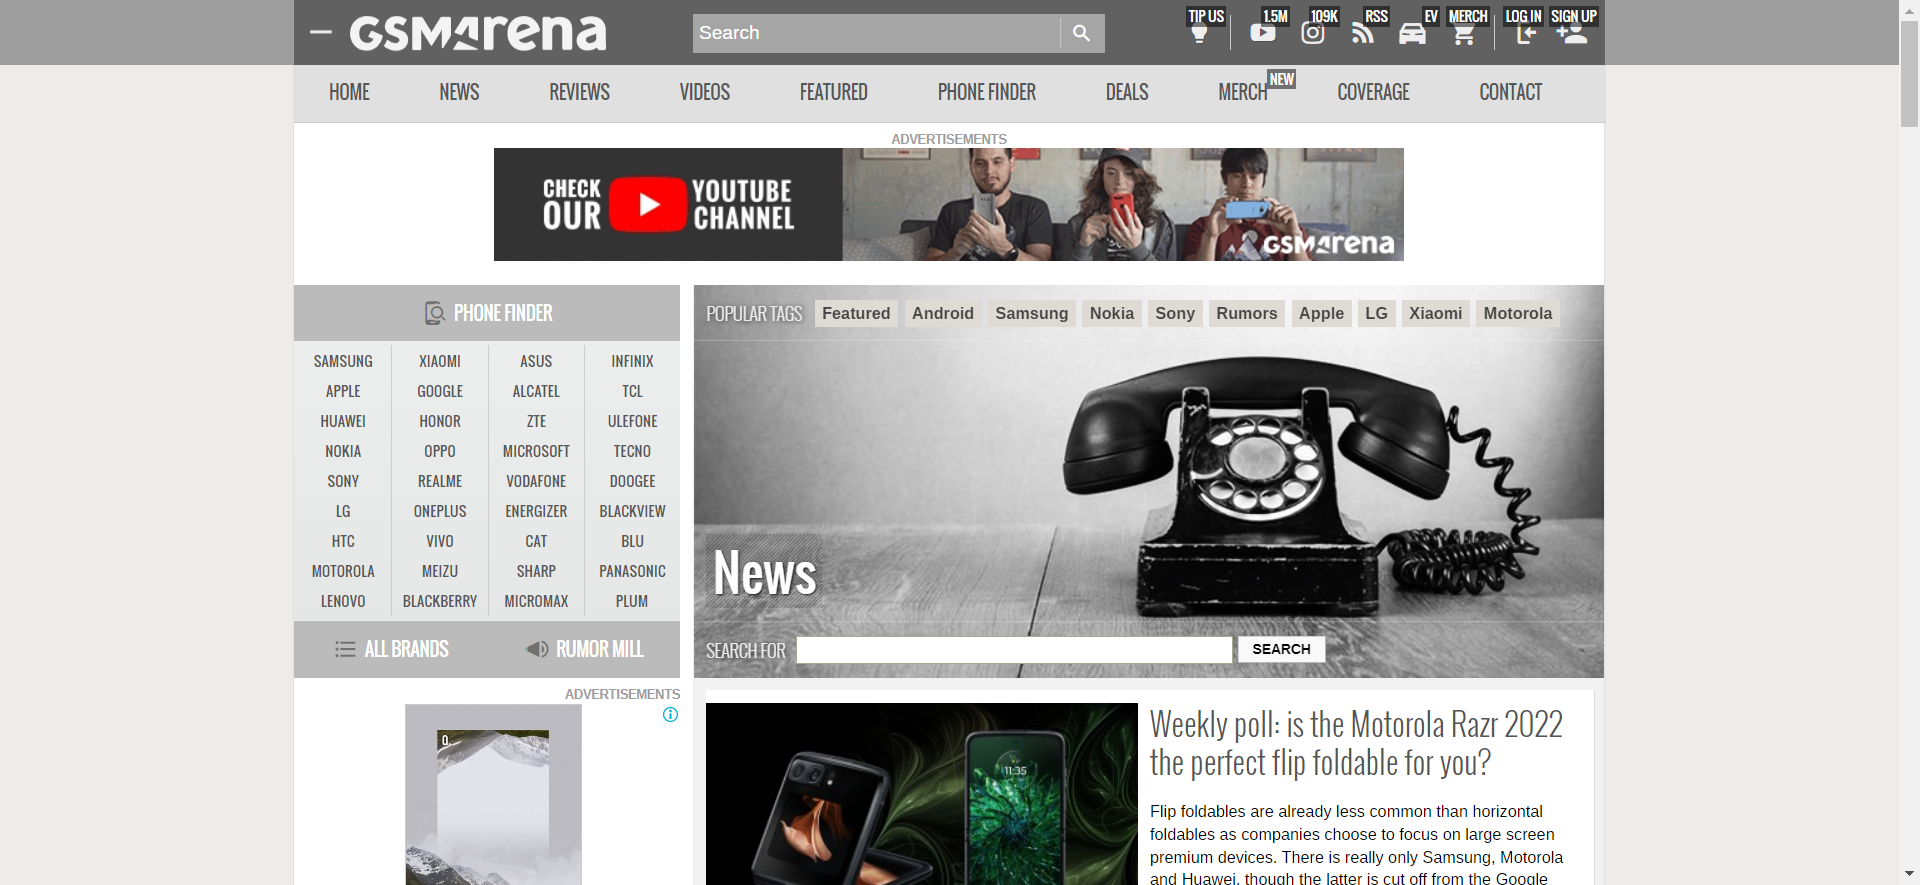 GSMArena
Search
TIP US
1.5M
109K
RSS
EV
MERCH
LOG IN
SIGN UP
HOME
NEWS
REVIEWS
VIDEOS
FEATURED
PHONE FINDER
DEALS
MERCH
NEW
COVERAGE
CONTACT
ADVERTISEMENTS
CHECK OUR
YOUTUBE CHANNEL
GSMArena
PHONE FINDER
SAMSUNG XIAOMI ASUS INFINIX
APPLE GOOGLE ALCATEL TCL
HUAWEI HONOR ZTE ULEFONE
NOKIA OPPO MICROSOFT TECNO
SONY REALME VODAFONE DOOGEE
LG ONEPLUS ENERGIZER BLACKVIEW
HTC VIVO CAT BLU
MOTOROLA MEIZU SHARP PANASONIC
LENOVO BLACKBERRY MICROMAX PLUM
ALL BRANDS
RUMOR MILL
ADVERTISEMENTS
0.
POPULAR TAGS Featured Android Samsung Nokia Sony Rumors Apple LG Xiaomi Motorola
News
SEARCH FOR
SEARCH
11:35
Weekly poll: is the Motorola Razr 2022
the perfect flip foldable for you?
Flip foldables are already less common than horizontal
foldables as companies choose to focus on large screen
premium devices. There is really only Samsung, Motorola
and Huawei, though the latter is cut off from the Google